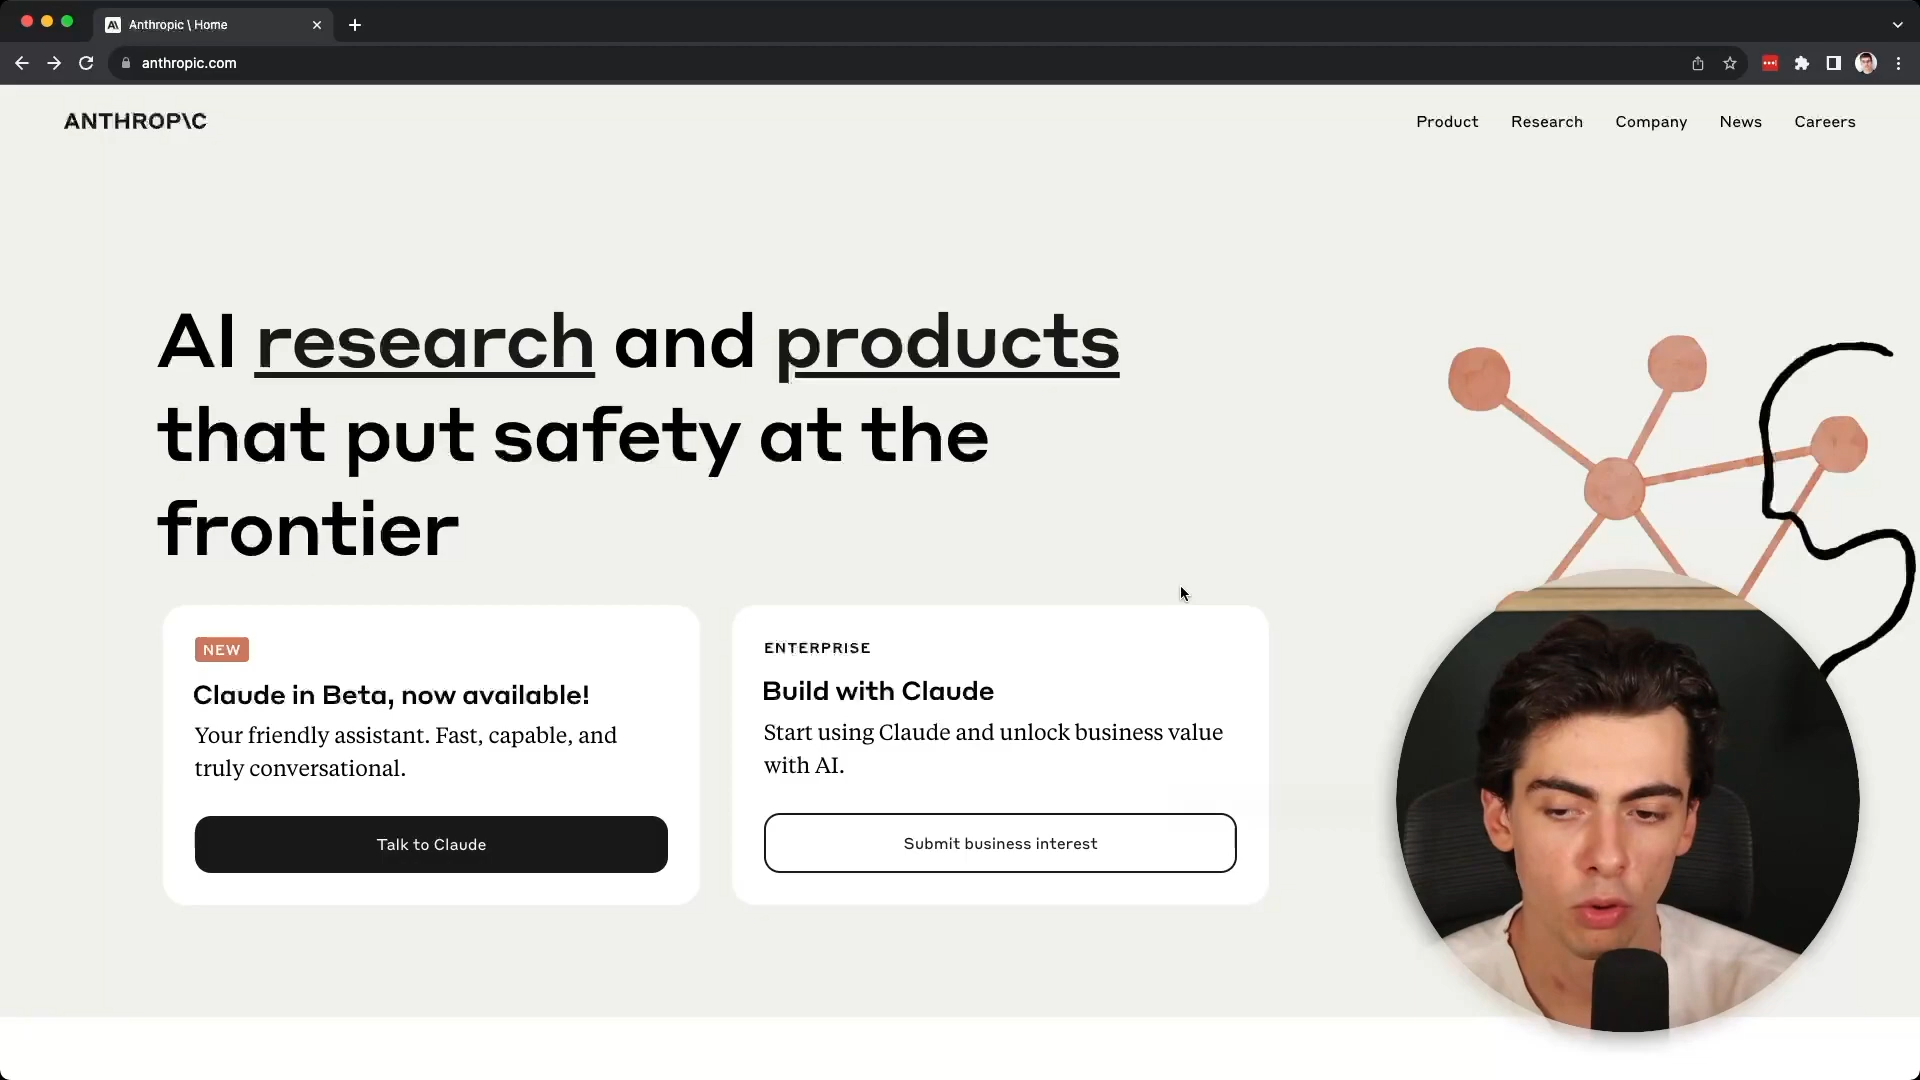 Anthropic \ Home
anthropic.com
ANTHROP\C
Product Research Company News Careers
AI research and products
that put safety at the
frontier
NEW
Claude in Beta, now available!
Your friendly assistant. Fast, capable, and
truly conversational.
Talk to Claude
ENTERPRISE
Build with Claude
Start using Claude and unlock business value
with AI.
Submit business interest